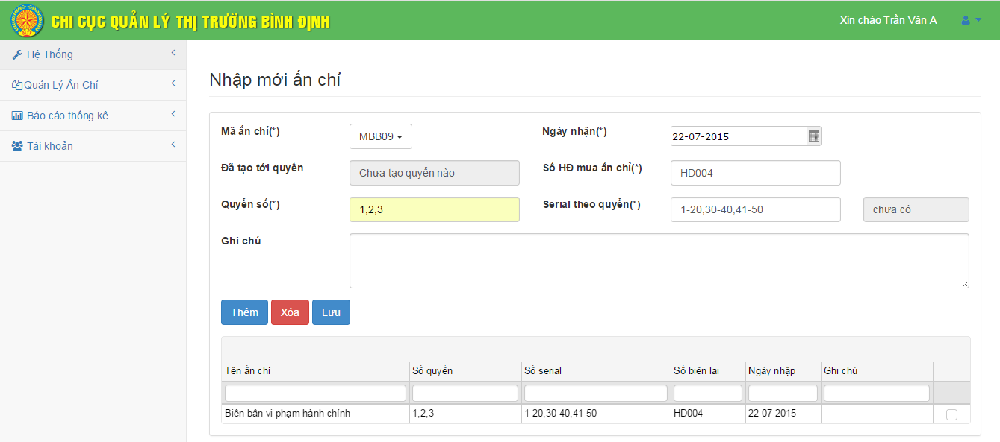 CHI CỤC QUẢN LÝ THỊ TRƯỜNG BÌNH ĐỊNH
Xin chào Trần Văn A
Hệ Thống
Quản Lý Ấn Chỉ
Báo cáo thống kê
Tài khoản
Nhập mới ấn chỉ
Mã ấn chỉ(*) MBB09 Ngày nhận(*) 22-07-2015
Đã tạo tới quyển Chưa tạo quyển nào Số HĐ mua ấn chỉ(*) HD004
Quyển số(*) 1,2,3 Serial theo quyển(*) 1-20,30-40,41-50 chưa có
Ghi chú
Thêm Xóa Lưu
Tên ấn chỉ Số quyển Số serial Số biên lai Ngày nhập Ghi chú
Biên bản vi phạm hành chính 1,2,3 1-20,30-40,41-50 HD004 22-07-2015